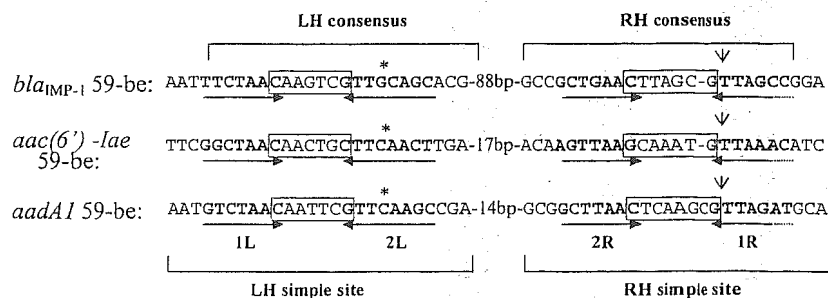 LH consensus RH consensus
*
bla IMP-1 59-be: AATTTCTAACAAGTCGTTGCAGCACG-88bp-GCCGCTGAACTTAGC-GTTAGCCGGA
*
aac(6') -Iae TTCGGCTAACAACTGCTTCAACTTGA-17bp-ACAAGTTAAGCAAAT-GTTAAACATC
59-be:
*
aadA1 59-be: AATGTCTAACAATTCGTTCAAGCCGA-14bp-GCGGCTTAACTCAAGCGTTAGATGCA
1L 2L 2R 1R
LH simple site RH simple site